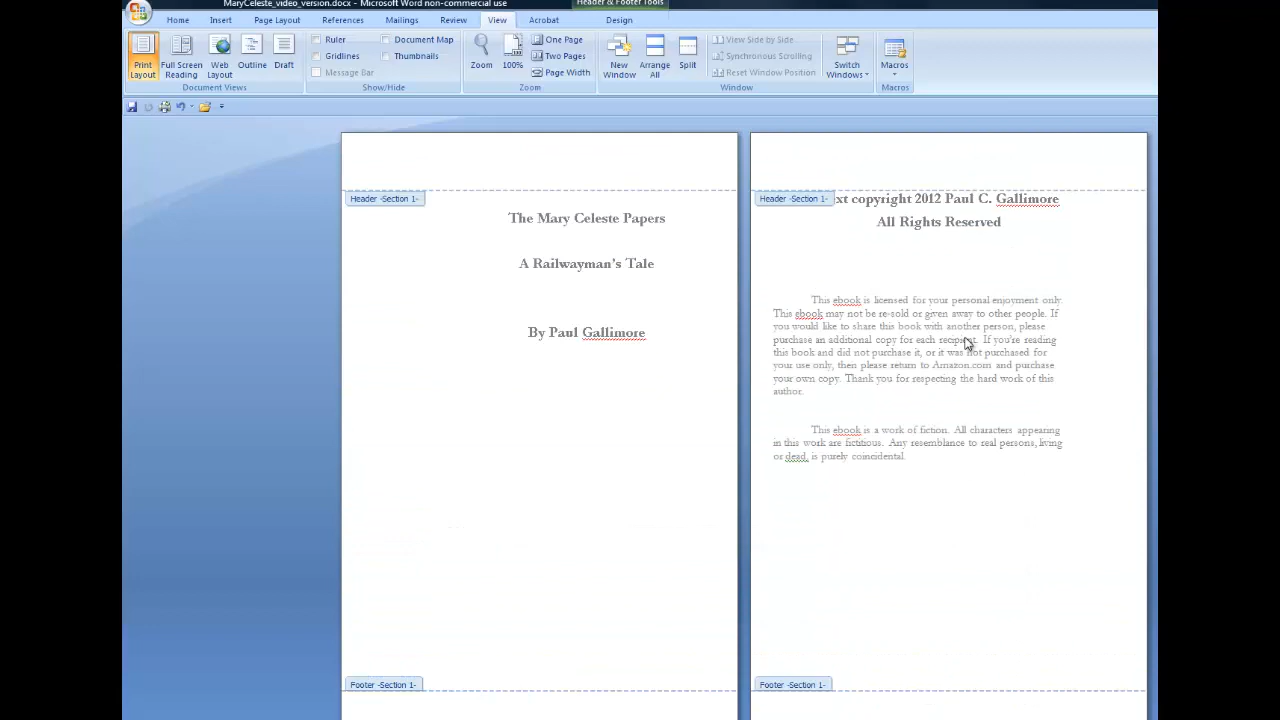 MaryCeleste_video_version.docx - Microsoft Word non-commercial use
Header & Footer Tools
Home Insert Page Layout References Mailings Review View Acrobat Design
Print Layout
Full Screen Reading
Web Layout
Outline
Draft
Document Views
Ruler
Gridlines
Message Bar
Document Map
Thumbnails
Show/Hide
Zoom
100%
One Page
Two Pages
Page Width
Zoom
New Window
Arrange All
Split
View Side by Side
Synchronous Scrolling
Reset Window Position
Window
Switch Windows
Macros
Macros
Header -Section 1-
The Mary Celeste Papers
A Railwayman's Tale
By Paul Gallimore
Footer -Section 1-
Header -Section 1-
xt copyright 2012 Paul C. Gallimore
All Rights Reserved
This ebook is licensed for your personal enjoyment only.
This ebook may not be re-sold or given away to other people. If
you would like to share this book with another person, please
purchase an additional copy for each recipient. If you're reading
this book and did not purchase it, or it was not purchased for
your use only, then please return to Amazon.com and purchase
your own copy. Thank you for respecting the hard work of this
author.
This ebook is a work of fiction. All characters appearing
in this work are fictitious. Any resemblance to real persons, living
or dead, is purely coincidental.
Footer -Section 1-